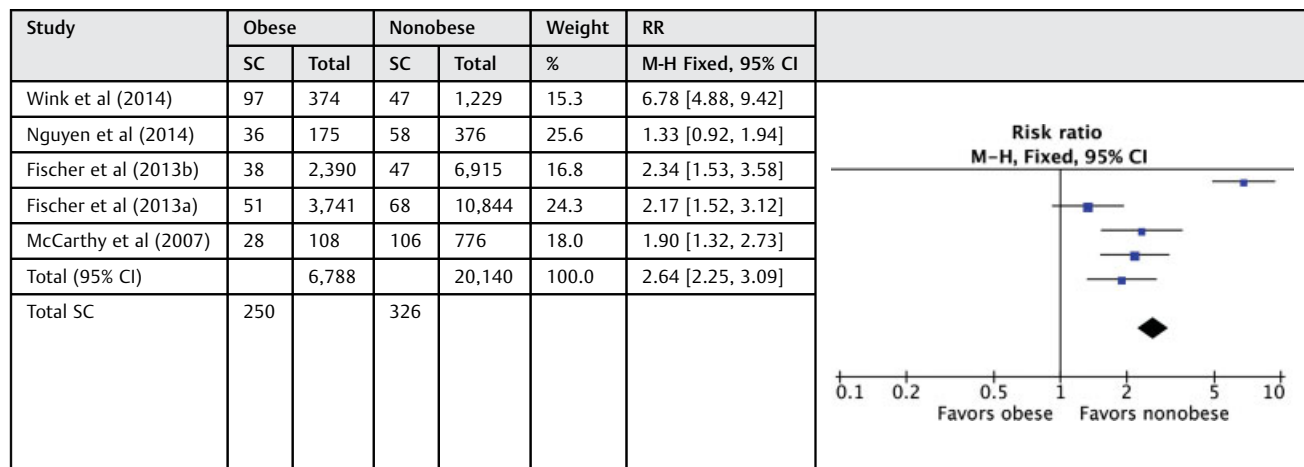 Study Obese Nonobese Weight RR
SC Total SC Total % M-H Fixed, 95% CI
Wink et al (2014) 97 374 47 1,229 15.3 6.78 [4.88, 9.42]
Nguyen et al (2014) 36 175 58 376 25.6 1.33 [0.92, 1.94]
Fischer et al (2013b) 38 2,390 47 6,915 16.8 2.34 [1.53, 3.58]
Fischer et al (2013a) 51 3,741 68 10,844 24.3 2.17 [1.52, 3.12]
McCarthy et al (2007) 28 108 106 776 18.0 1.90 [1.32, 2.73]
Total (95% CI) 6,788 20,140 100.0 2.64 [2.25, 3.09]
Total SC 250 326
Risk ratio
M-H, Fixed, 95% CI
0.1 0.2 0.5 1 2 5 10
Favors obese Favors nonobese